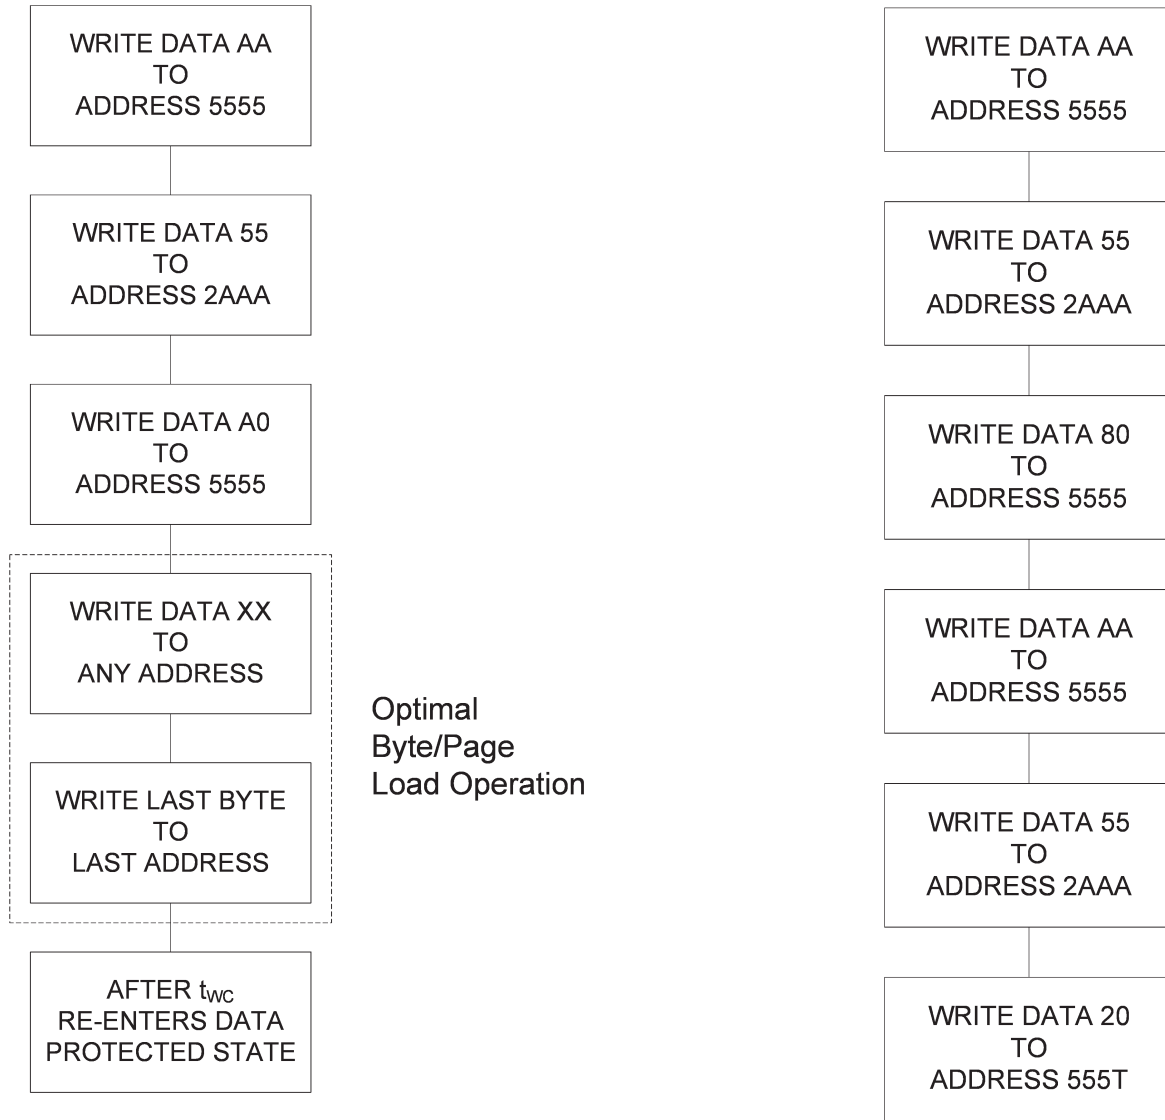 WRITE DATA AA
TO
ADDRESS 5555
WRITE DATA 55
TO
ADDRESS 2AAA
WRITE DATA A0
TO
ADDRESS 5555
WRITE DATA XX
TO
ANY ADDRESS
WRITE LAST BYTE
TO
LAST ADDRESS
AFTER tWC
RE-ENTERS DATA
PROTECTED STATE
Optimal
Byte/Page
Load Operation
WRITE DATA AA
TO
ADDRESS 5555
WRITE DATA 55
TO
ADDRESS 2AAA
WRITE DATA 80
TO
ADDRESS 5555
WRITE DATA AA
TO
ADDRESS 5555
WRITE DATA 55
TO
ADDRESS 2AAA
WRITE DATA 20
TO
ADDRESS 555T